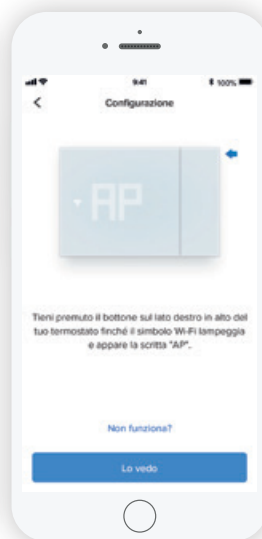 9:41
100%
Configurazione
AP
Tieni premuto il bottone sul lato destro in alto del
tuo termostato finché il simbolo Wi-Fi lampeggia
e appare la scritta "AP".
Non funziona?
Lo vedo